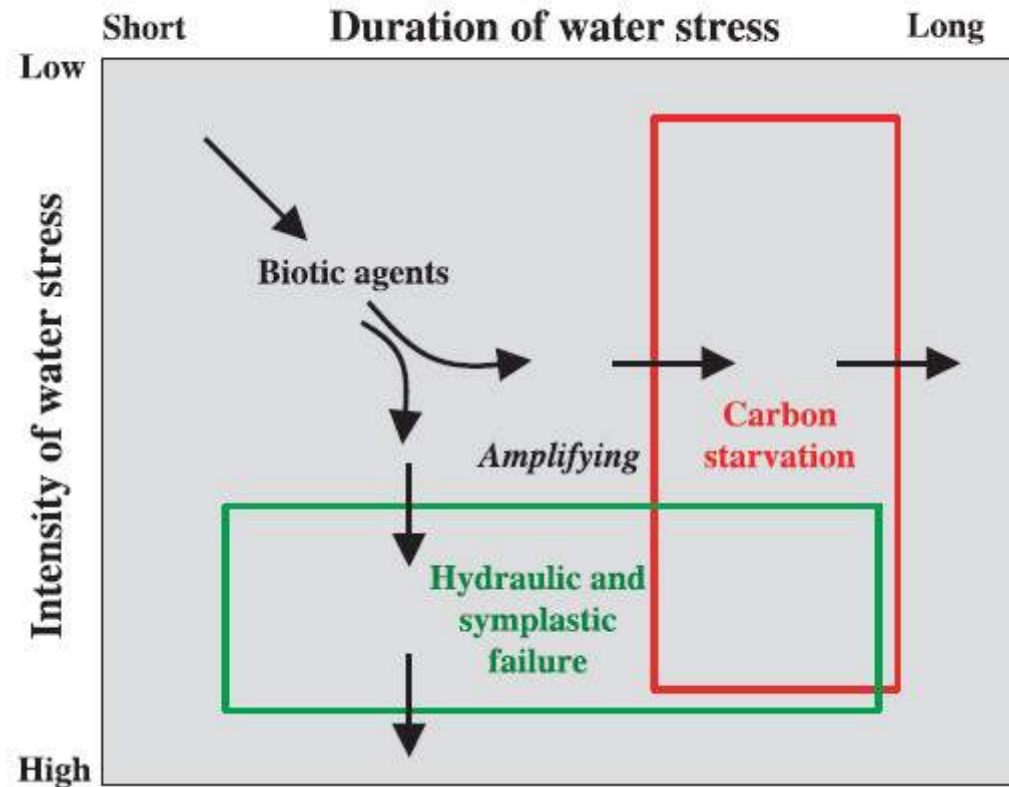 Short Duration of water stress Long
Low
Intensity of water stress
Biotic agents
Carbon
starvation
Amplifying
Hydraulic and
symplastic
failure
High